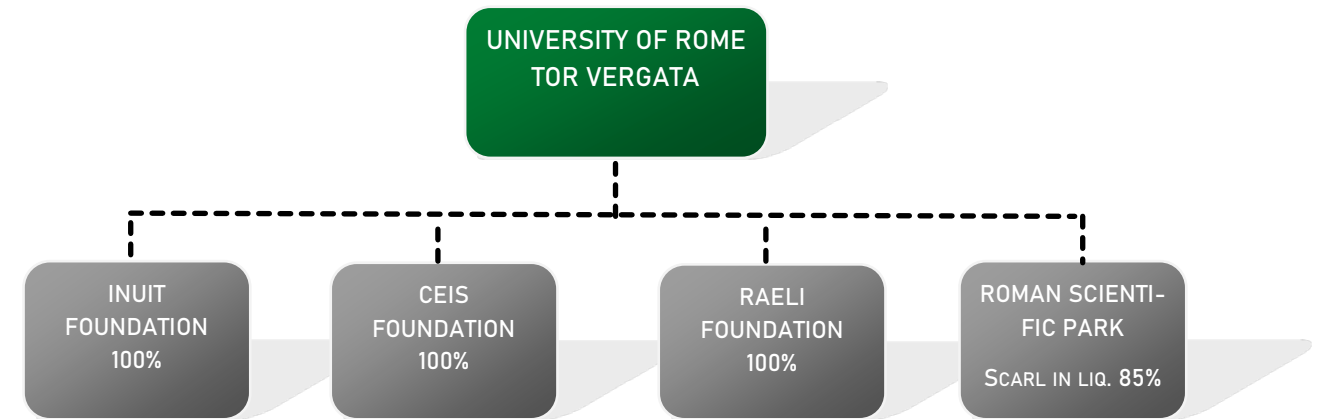 UNIVERSITY OF ROME
TOR VERGATA
INUIT
FOUNDATION
100%
CEIS
FOUNDATION
100%
RAELI
FOUNDATION
100%
ROMAN SCIENTI-
FIC PARK
SCARL IN LIQ. 85%